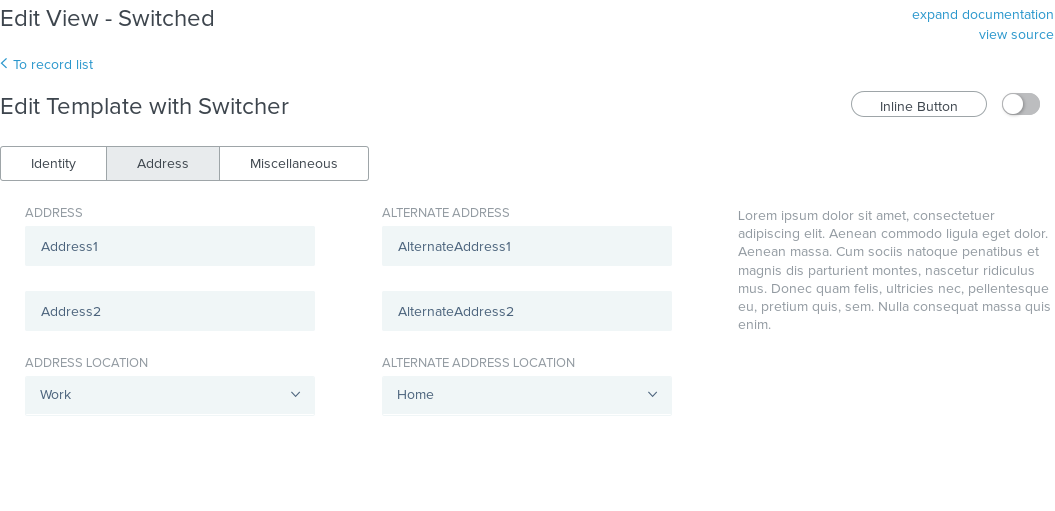 Edit View - Switched
expand documentation
view source
To record list
Edit Template with Switcher
Inline Button
Identity
Address
Miscellaneous
ADDRESS
ALTERNATE ADDRESS
Address1
AlternateAddress1
Address2
AlternateAddress2
ADDRESS LOCATION
ALTERNATE ADDRESS LOCATION
Work
Home
Lorem ipsum dolor sit amet, consectetuer
adipiscing elit. Aenean commodo ligula eget dolor.
Aenean massa. Cum sociis natoque penatibus et
magnis dis parturient montes, nascetur ridiculus
mus. Donec quam felis, ultricies nec, pellentesque
eu, pretium quis, sem. Nulla consequat massa quis
enim.